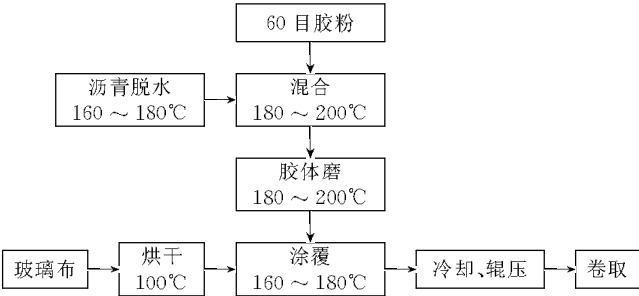 60 目胶粉
沥青脱水
160 ～ 180℃
混合
180 ～ 200℃
胶体磨
180 ～ 200℃
玻璃布
烘干
100℃
涂覆
160 ～ 180℃
冷却、辊压
卷取